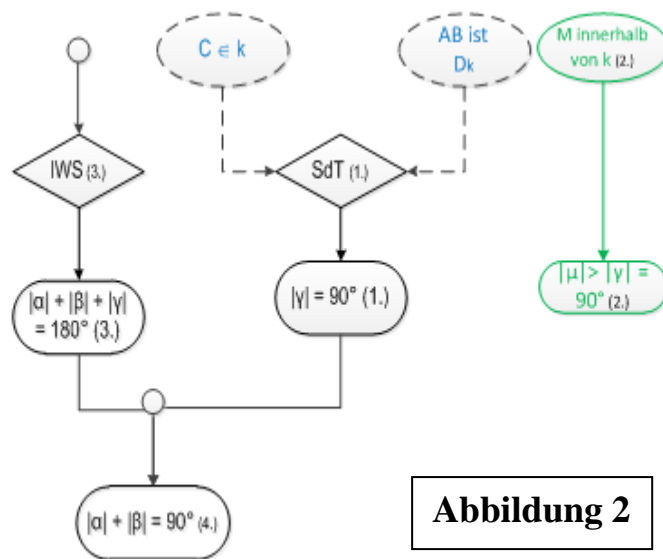 C ∈ k
AB ist
Dk
M innerhalb
von k (2.)
IWS (3.)
SdT (1.)
|α| + |β| + |γ|
= 180° (3.)
|γ| = 90° (1.)
|μ| > |γ| =
90° (2.)
|α| + |β| = 90° (4.)
Abbildung 2